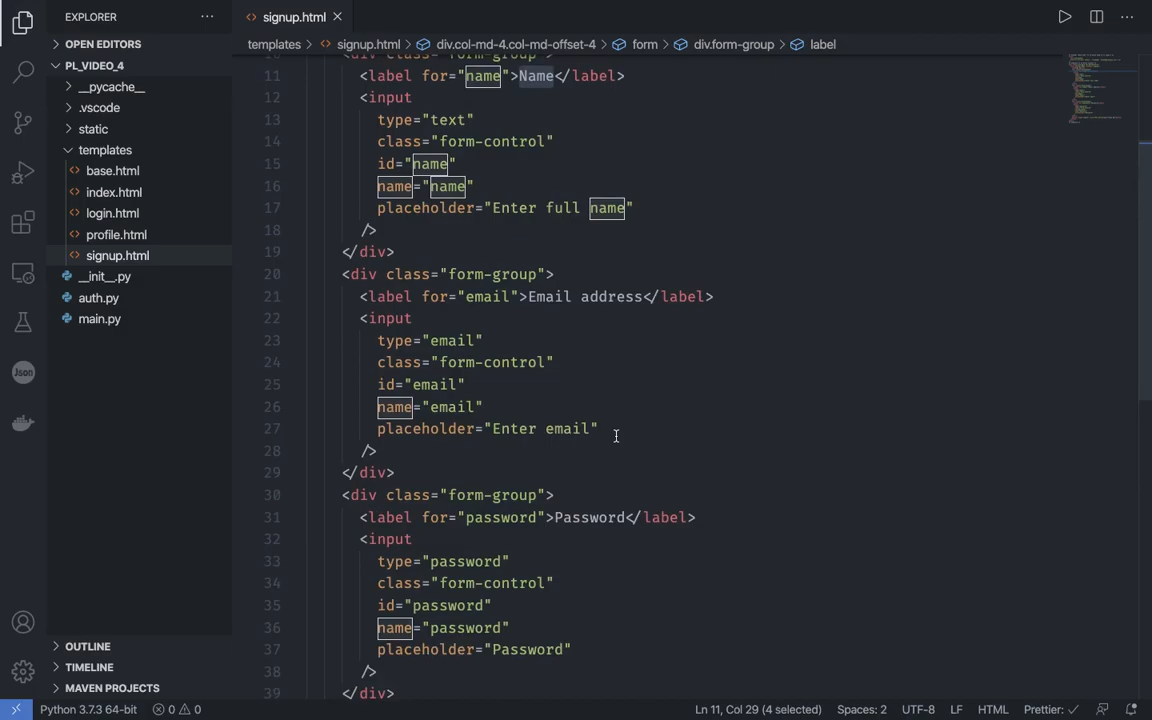 EXPLORER
signup.html
OPEN EDITORS
PL_VIDEO_4
__pycache__
.vscode
static
templates
base.html
index.html
login.html
profile.html
signup.html
__init__.py
auth.py
main.py
OUTLINE
TIMELINE
MAVEN PROJECTS
Json
templates > signup.html > div.col-md-4.col-md-offset-4 > form > div.form-group > label
10 <div class="form-group">
11 <label for="name">Name</label>
12 <input
13 type="text"
14 class="form-control"
15 id="name"
16 name="name"
17 placeholder="Enter full name"
18 />
19 </div>
20 <div class="form-group">
21 <label for="email">Email address</label>
22 <input
23 type="email"
24 class="form-control"
25 id="email"
26 name="email"
27 placeholder="Enter email"
28 />
29 </div>
30 <div class="form-group">
31 <label for="password">Password</label>
32 <input
33 type="password"
34 class="form-control"
35 id="password"
36 name="password"
37 placeholder="Password"
38 />
39 </div>
Python 3.7.3 64-bit 0 0 Ln 11, Col 29 (4 selected) Spaces: 2 UTF-8 LF HTML Prettier: ✓